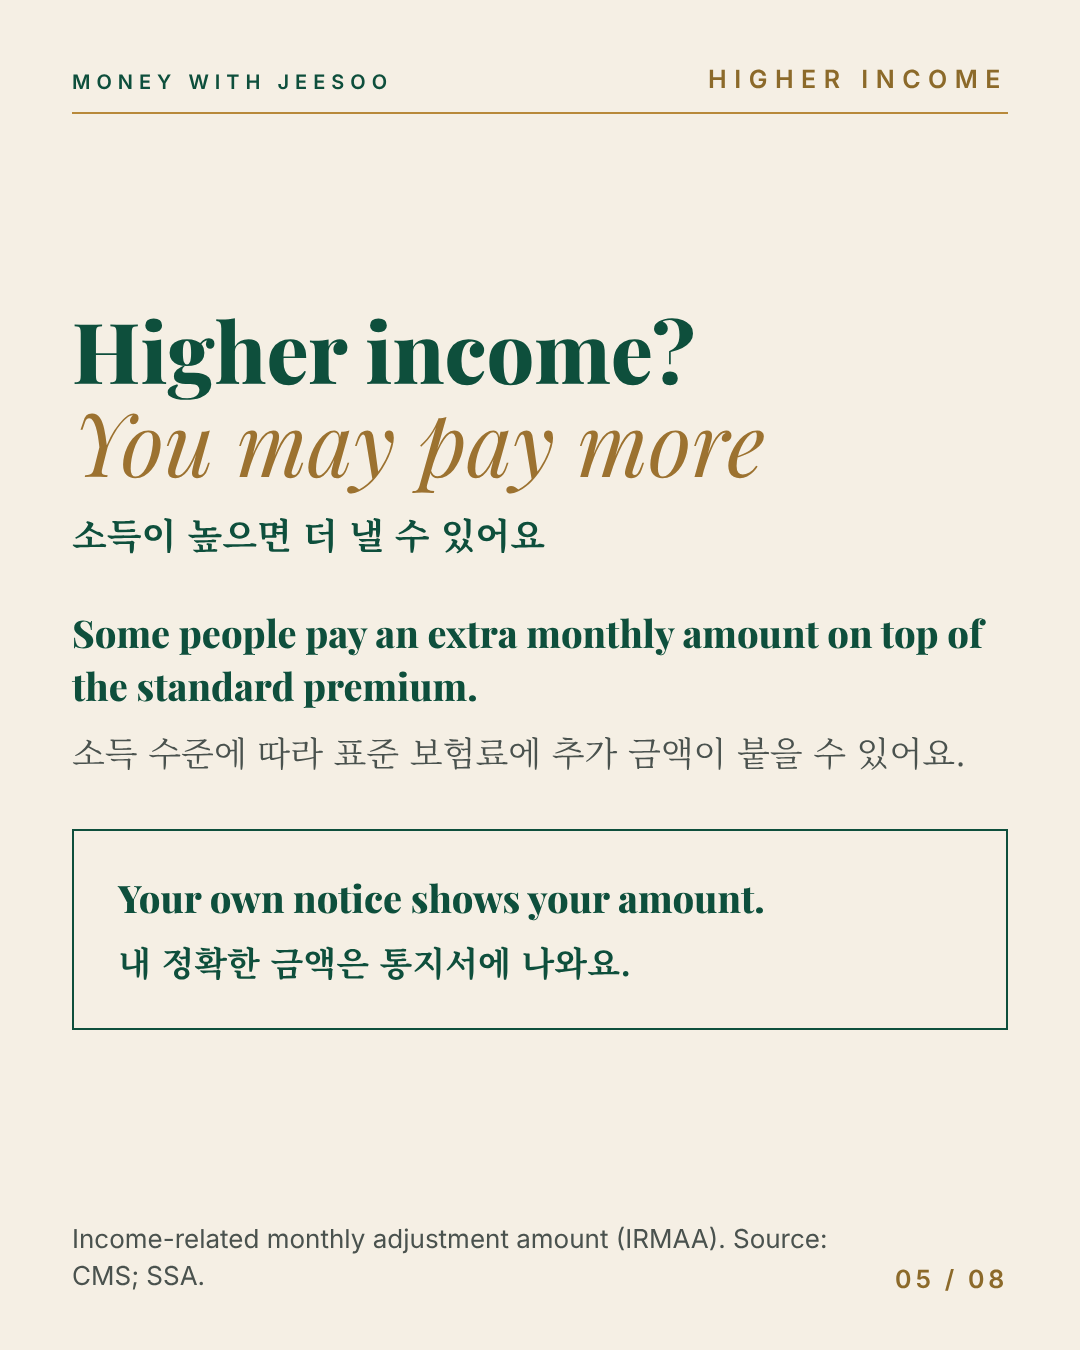 MONEY WITH JEESOO
HIGHER INCOME
Higher income?
You may pay more
소득이 높으면 더 낼 수 있어요
Some people pay an extra monthly amount on top of
the standard premium.
소득 수준에 따라 표준 보험료에 추가 금액이 붙을 수 있어요.
Your own notice shows your amount.
내 정확한 금액은 통지서에 나와요.
Income-related monthly adjustment amount (IRMAA). Source:
CMS; SSA.
05 / 08